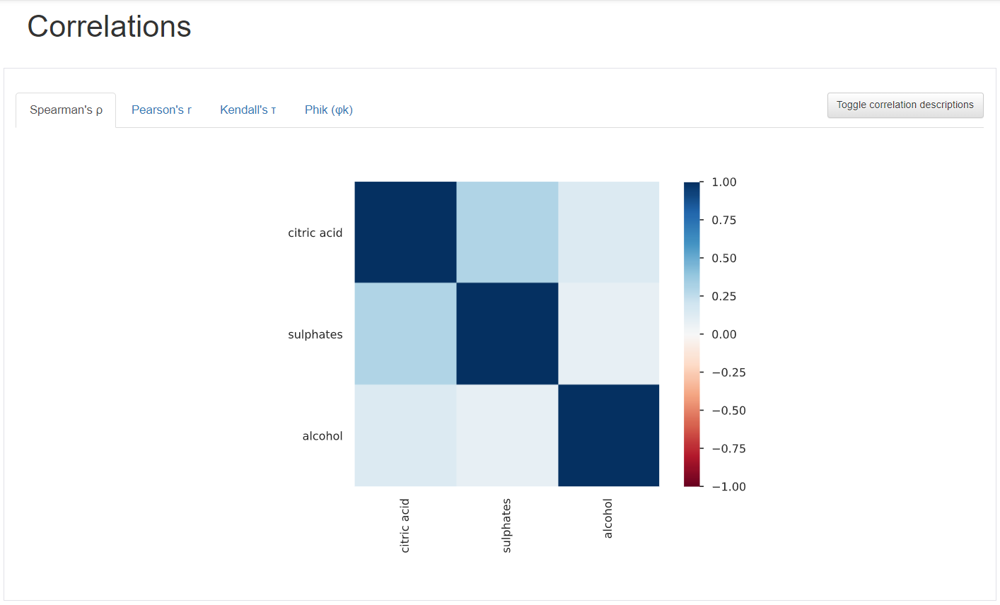 Correlations
Spearman's ρ
Pearson's r
Kendall's τ
Phik (φk)
Toggle correlation descriptions
citric acid
sulphates
alcohol
citric acid
sulphates
alcohol
1.00
0.75
0.50
0.25
0.00
−0.25
−0.50
−0.75
−1.00